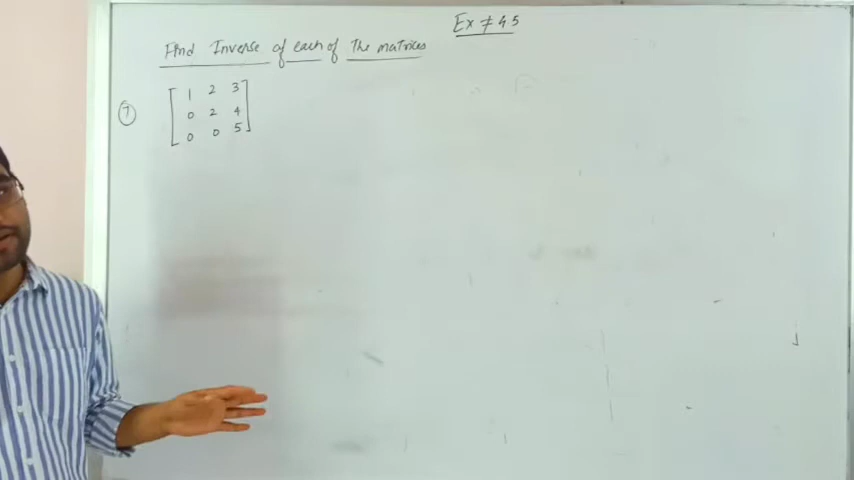 Ex ≠ 4.5
Find Inverse of each of The matrices
7 [ 1 2 3
0 2 4
0 0 5 ]